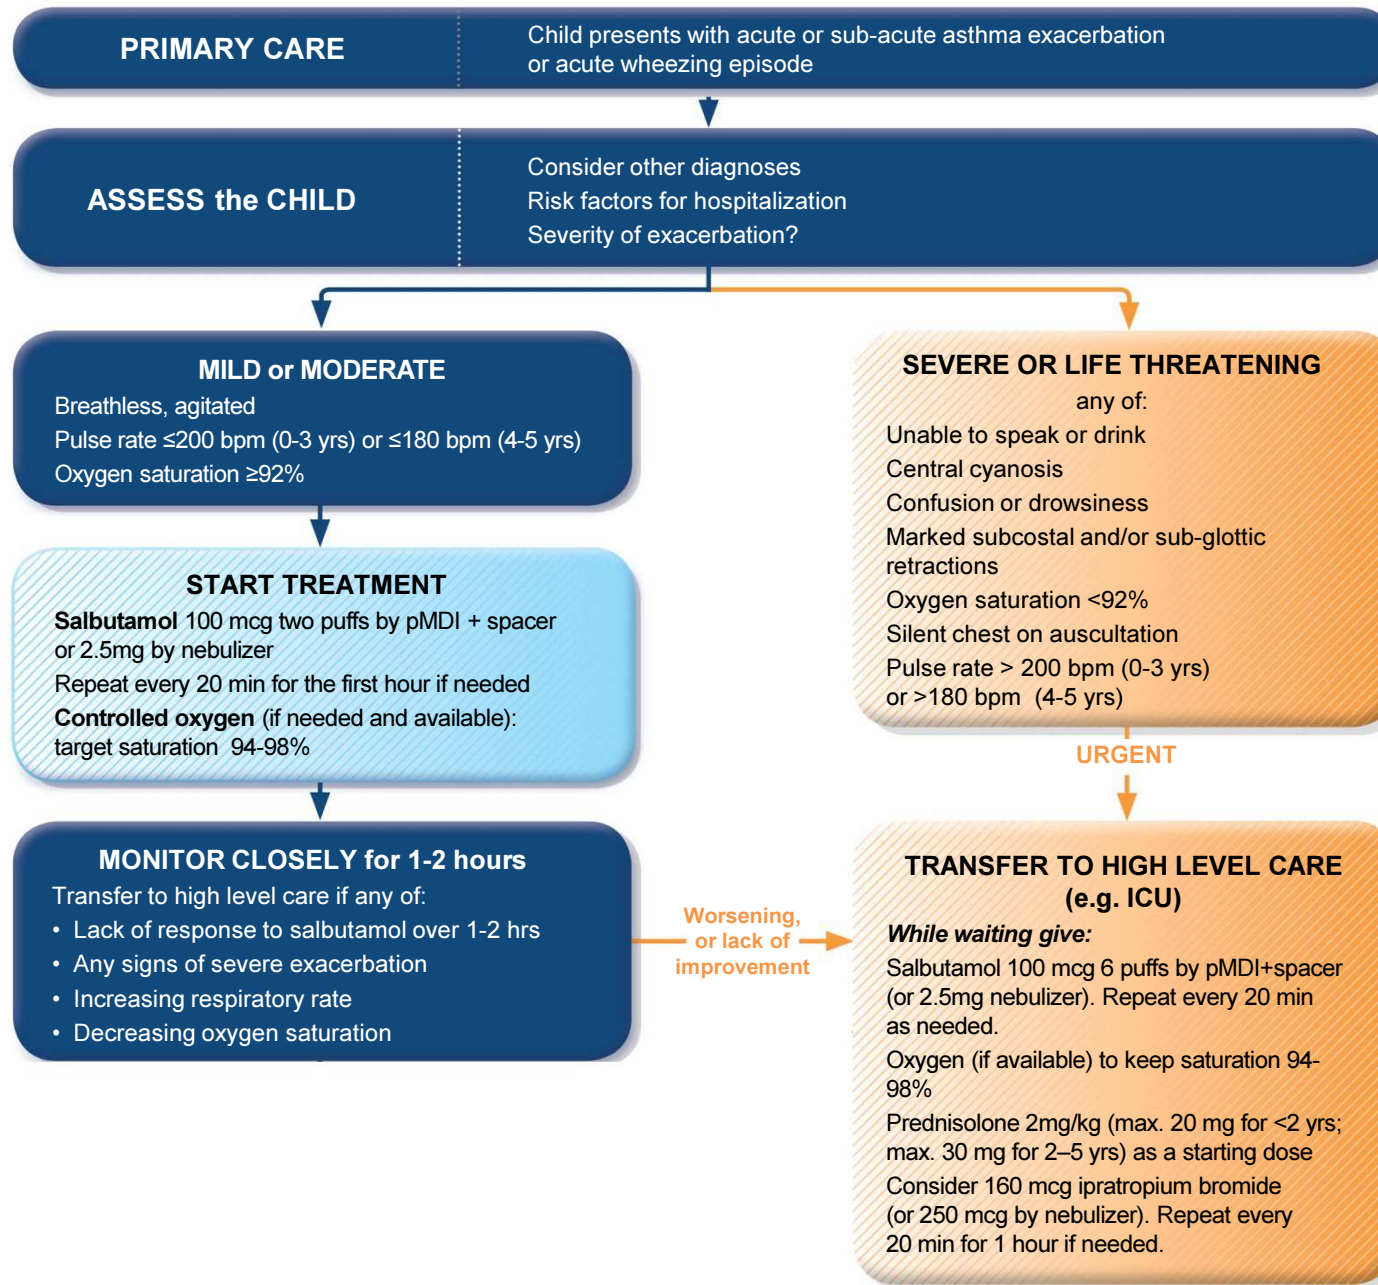 PRIMARY CARE
Child presents with acute or sub-acute asthma exacerbation
or acute wheezing episode
ASSESS the CHILD
Consider other diagnoses
Risk factors for hospitalization
Severity of exacerbation?
MILD or MODERATE
Breathless, agitated
Pulse rate ≤200 bpm (0-3 yrs) or ≤180 bpm (4-5 yrs)
Oxygen saturation ≥92%
START TREATMENT
Salbutamol 100 mcg two puffs by pMDI + spacer
or 2.5mg by nebulizer
Repeat every 20 min for the first hour if needed
Controlled oxygen (if needed and available):
target saturation 94-98%
MONITOR CLOSELY for 1-2 hours
Transfer to high level care if any of:
• Lack of response to salbutamol over 1-2 hrs
• Any signs of severe exacerbation
• Increasing respiratory rate
• Decreasing oxygen saturation
Worsening,
or lack of
improvement
SEVERE OR LIFE THREATENING
any of:
Unable to speak or drink
Central cyanosis
Confusion or drowsiness
Marked subcostal and/or sub-glottic
retractions
Oxygen saturation <92%
Silent chest on auscultation
Pulse rate > 200 bpm (0-3 yrs)
or >180 bpm (4-5 yrs)
URGENT
TRANSFER TO HIGH LEVEL CARE
(e.g. ICU)
While waiting give:
Salbutamol 100 mcg 6 puffs by pMDI+spacer
(or 2.5mg nebulizer). Repeat every 20 min
as needed.
Oxygen (if available) to keep saturation 94-
98%
Prednisolone 2mg/kg (max. 20 mg for <2 yrs;
max. 30 mg for 2–5 yrs) as a starting dose
Consider 160 mcg ipratropium bromide
(or 250 mcg by nebulizer). Repeat every
20 min for 1 hour if needed.